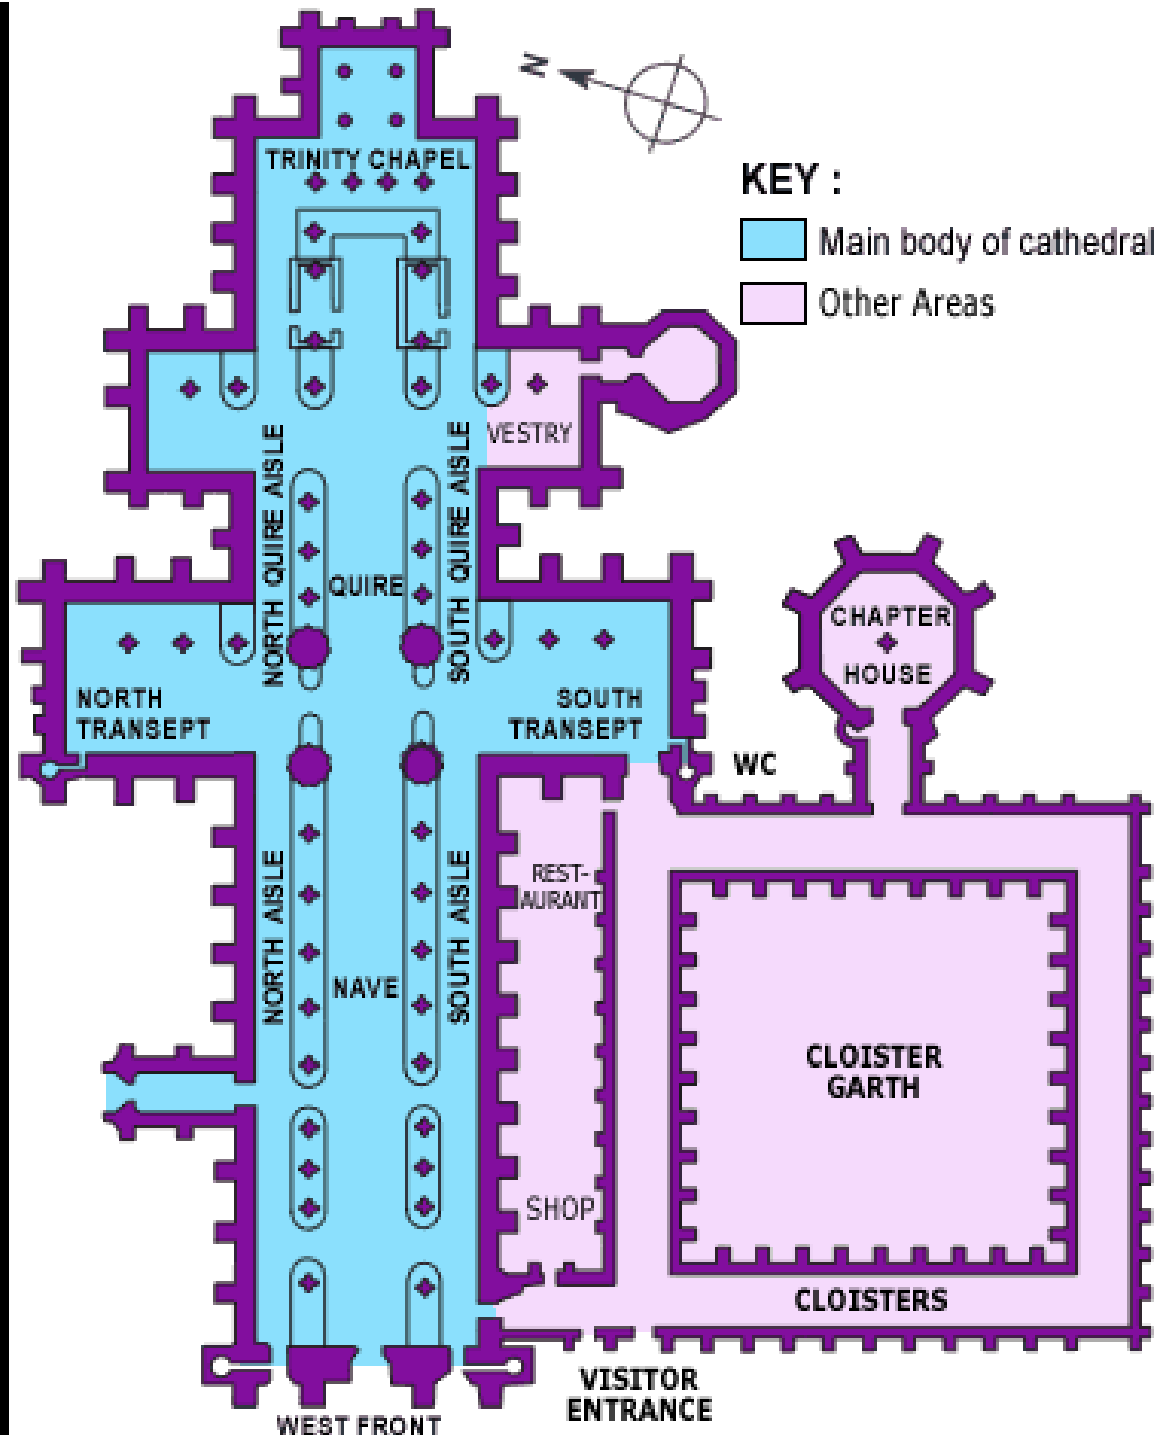 N
TRINITY CHAPEL
KEY :
Main body of cathedral
Other Areas
VESTRY
NORTH QUIRE AISLE
QUIRE
SOUTH QUIRE AISLE
CHAPTER
HOUSE
NORTH
TRANSEPT
SOUTH
TRANSEPT
WC
NORTH AISLE
NAVE
SOUTH AISLE
REST-
AURANT
CLOISTER
GARTH
SHOP
CLOISTERS
VISITOR
ENTRANCE
WEST FRONT